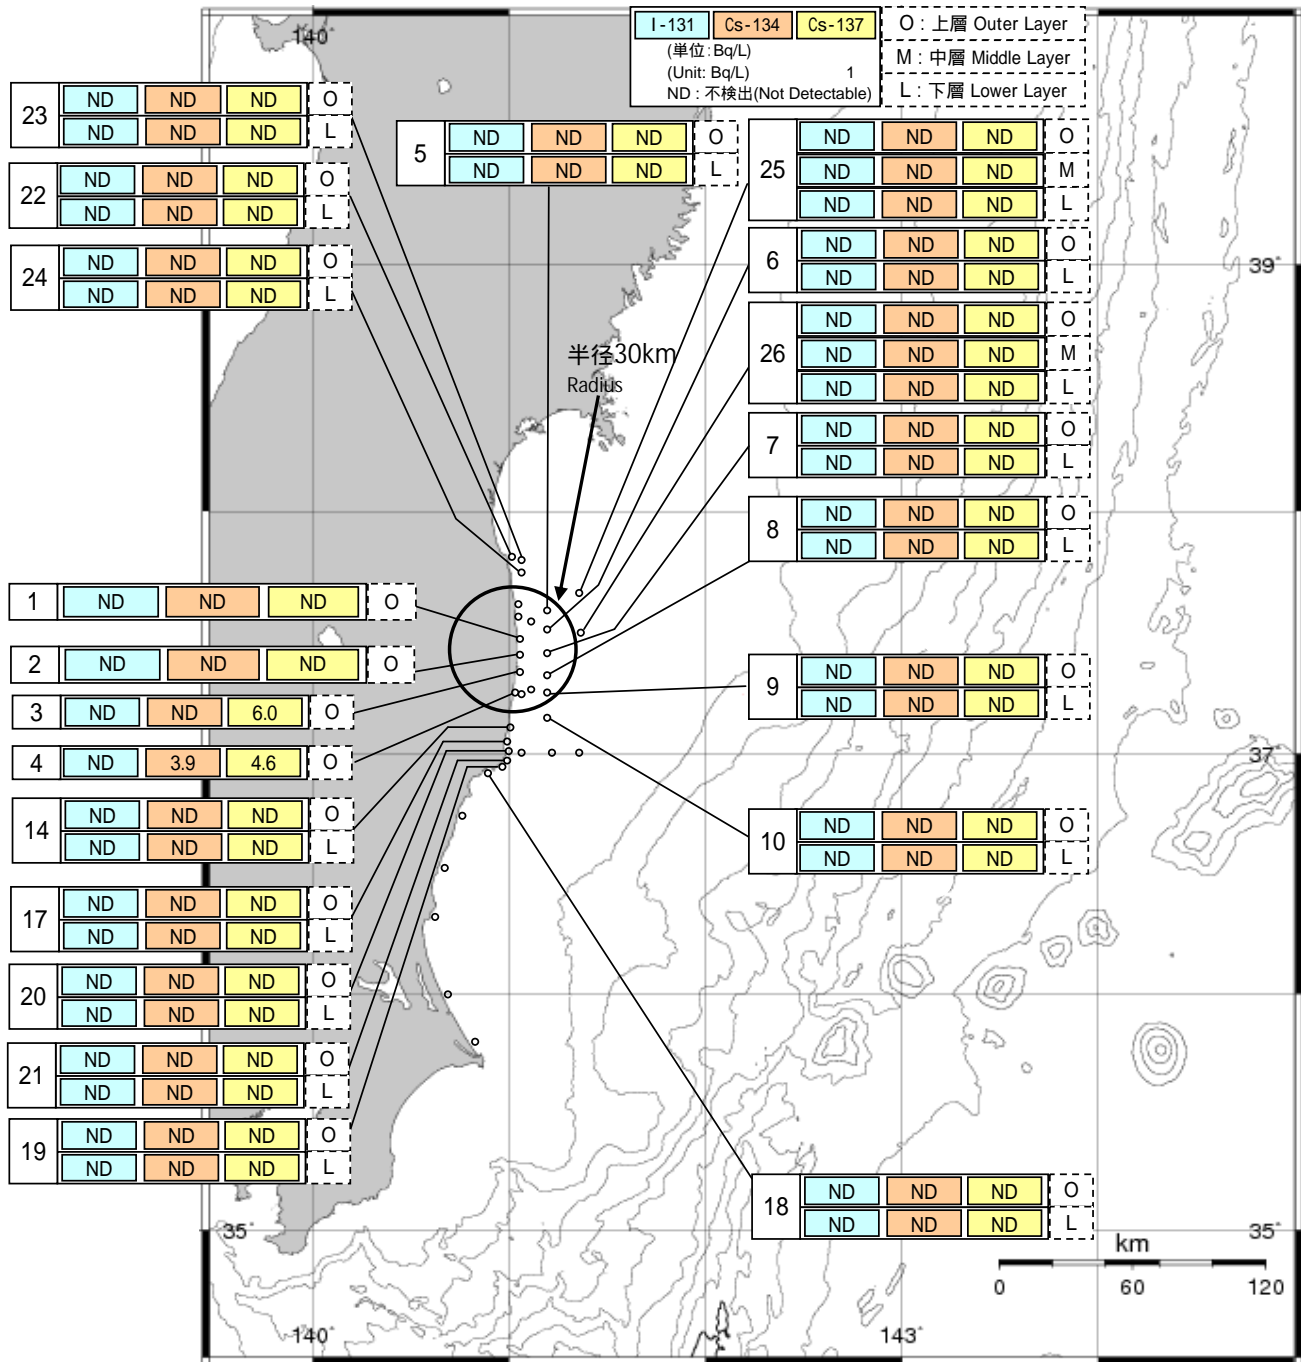 140°
I-131 Cs-134 Cs-137
(単位: Bq/L)
(Unit: Bq/L) 1
ND : 不検出(Not Detectable)
O : 上層 Outer Layer
M : 中層 Middle Layer
L : 下層 Lower Layer
23
ND ND ND O
ND ND ND L
22
ND ND ND O
ND ND ND L
24
ND ND ND O
ND ND ND L
5
ND ND ND O
ND ND ND L
25
ND ND ND O
ND ND ND M
ND ND ND L
6
ND ND ND O
ND ND ND L
39°
26
ND ND ND O
ND ND ND M
ND ND ND L
半径30km
Radius
7
ND ND ND O
ND ND ND L
8
ND ND ND O
ND ND ND L
1 ND ND ND O
2 ND ND ND O
3 ND ND 6.0 O
4 ND 3.9 4.6 O
9
ND ND ND O
ND ND ND L
37°
14
ND ND ND O
ND ND ND L
10
ND ND ND O
ND ND ND L
17
ND ND ND O
ND ND ND L
20
ND ND ND O
ND ND ND L
21
ND ND ND O
ND ND ND L
19
ND ND ND O
ND ND ND L
18
ND ND ND O
ND ND ND L
35°
35°
km
0 60 120
140°
143°